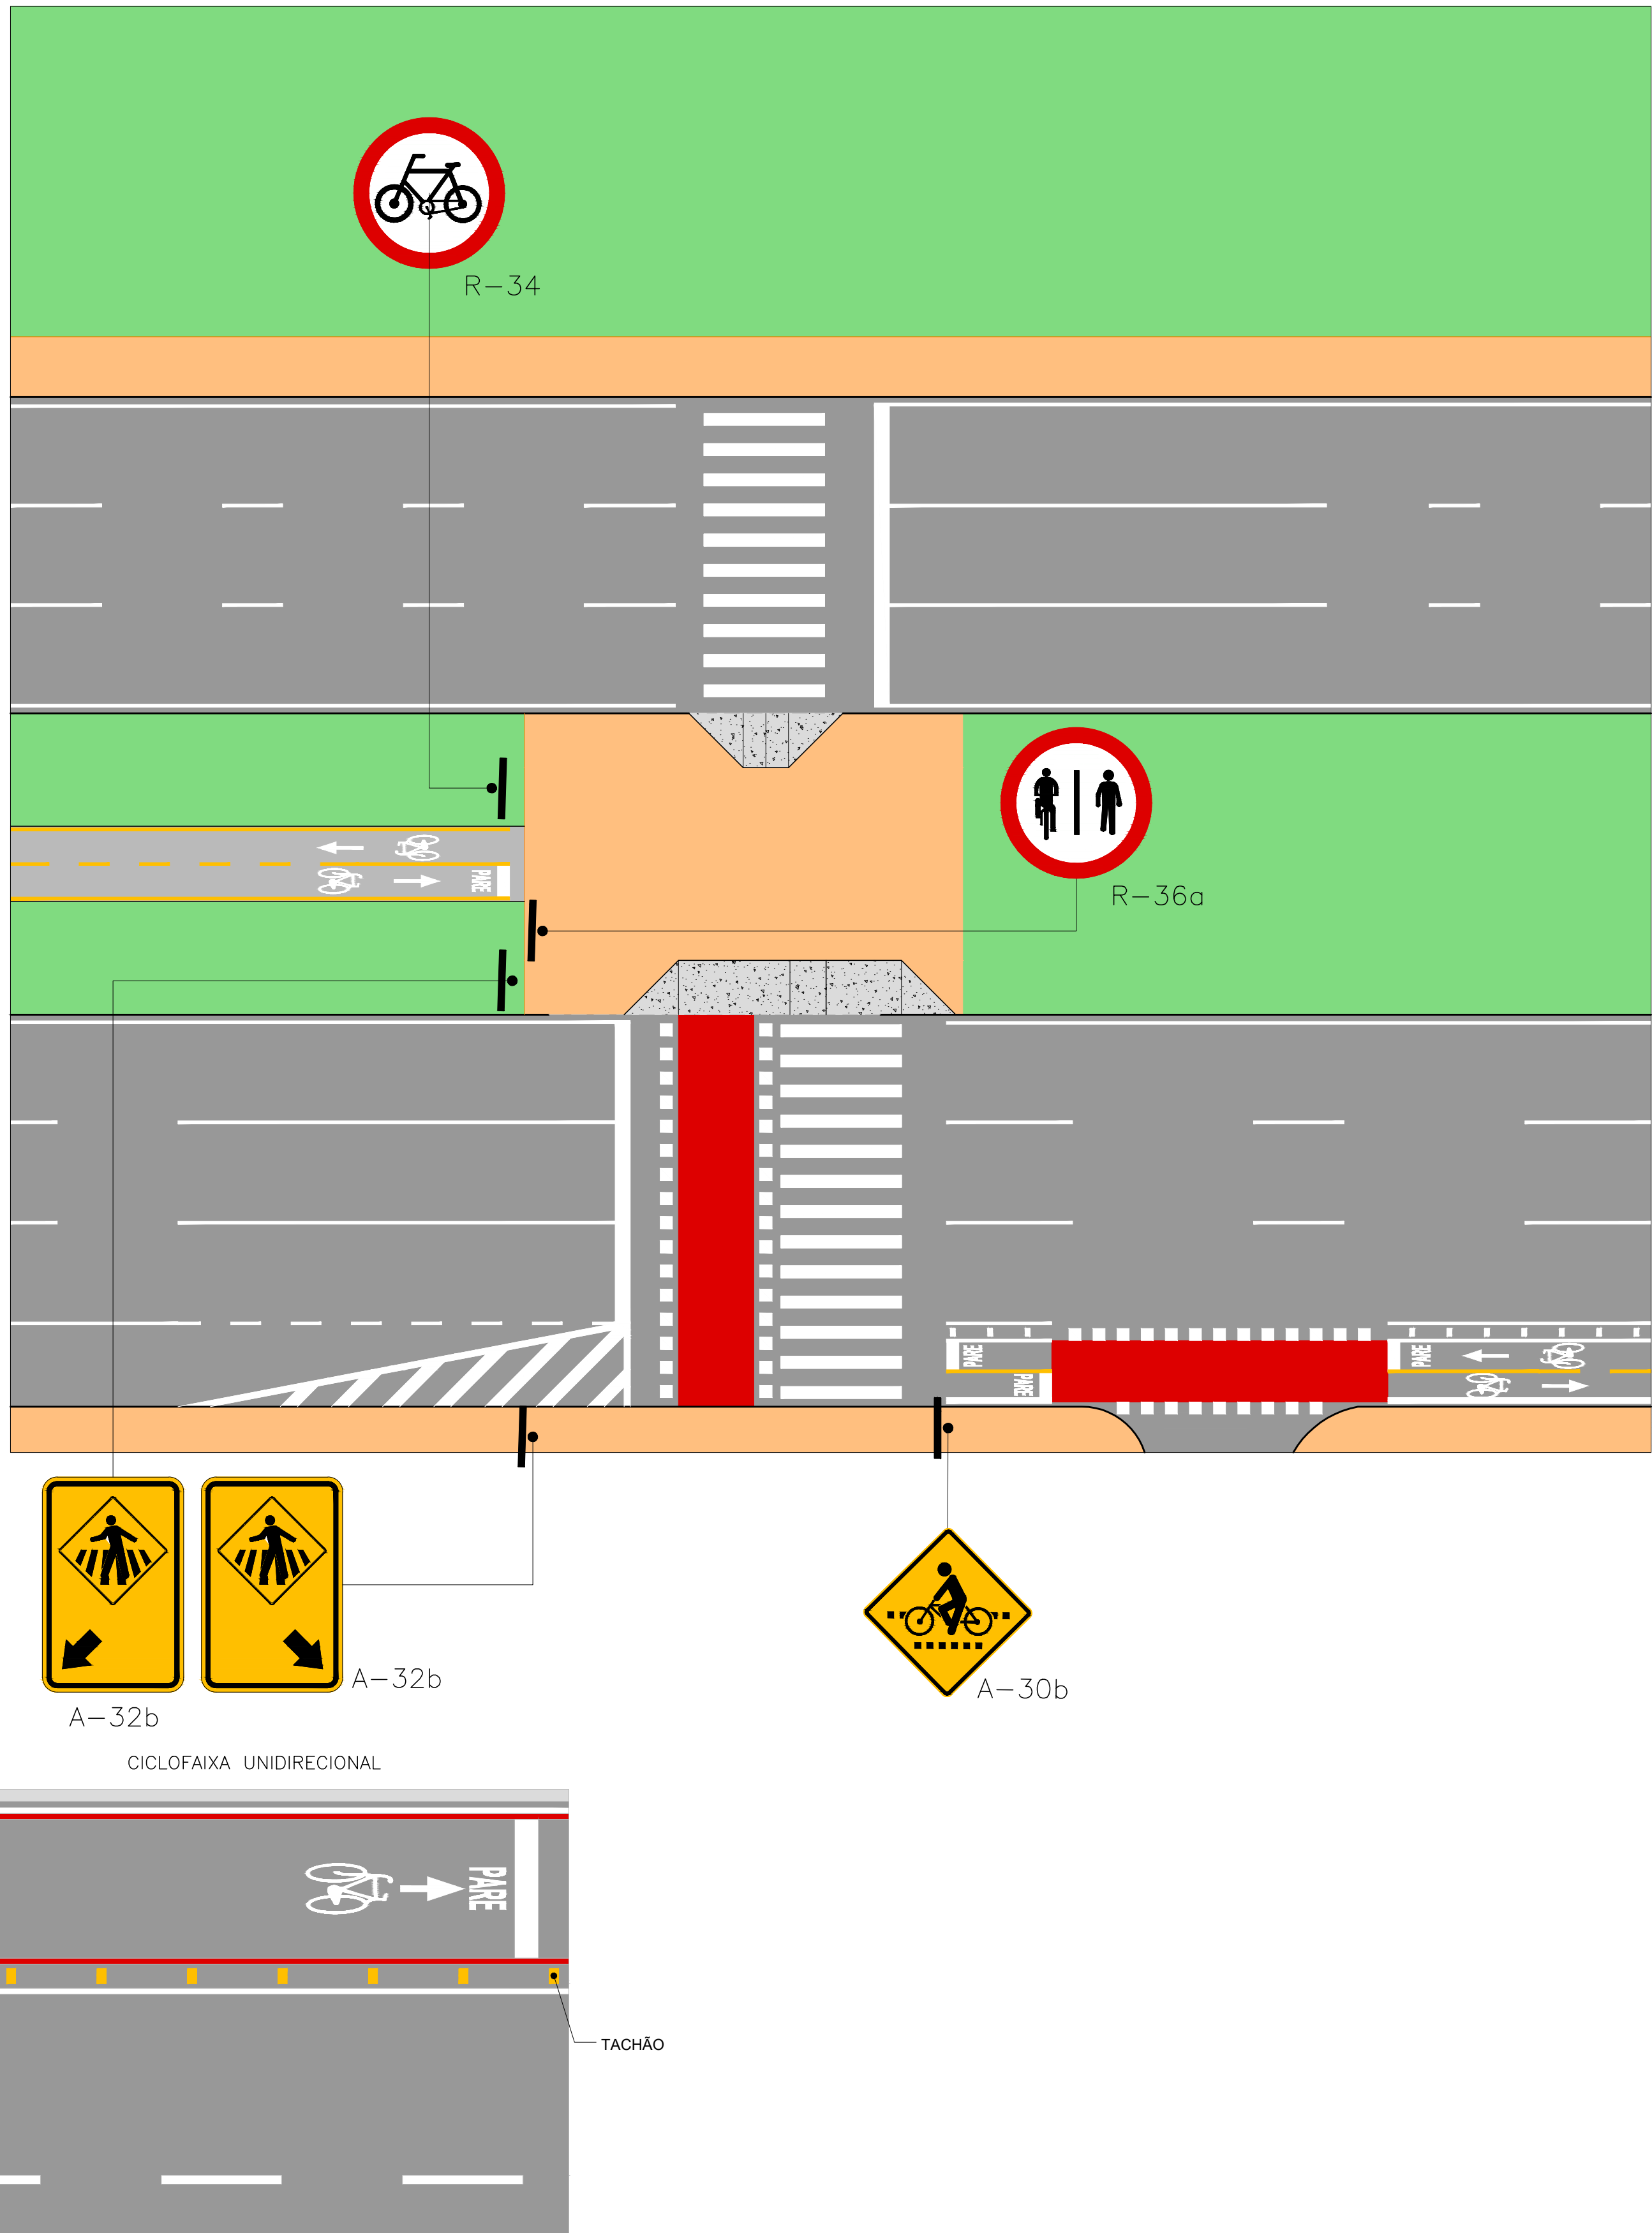 R-34
R-36a
PARE
PARE
PARE
PARE
A-32b
A-32b
A-30b
CICLOFAIXA UNIDIRECIONAL
PARE
TACHÃO